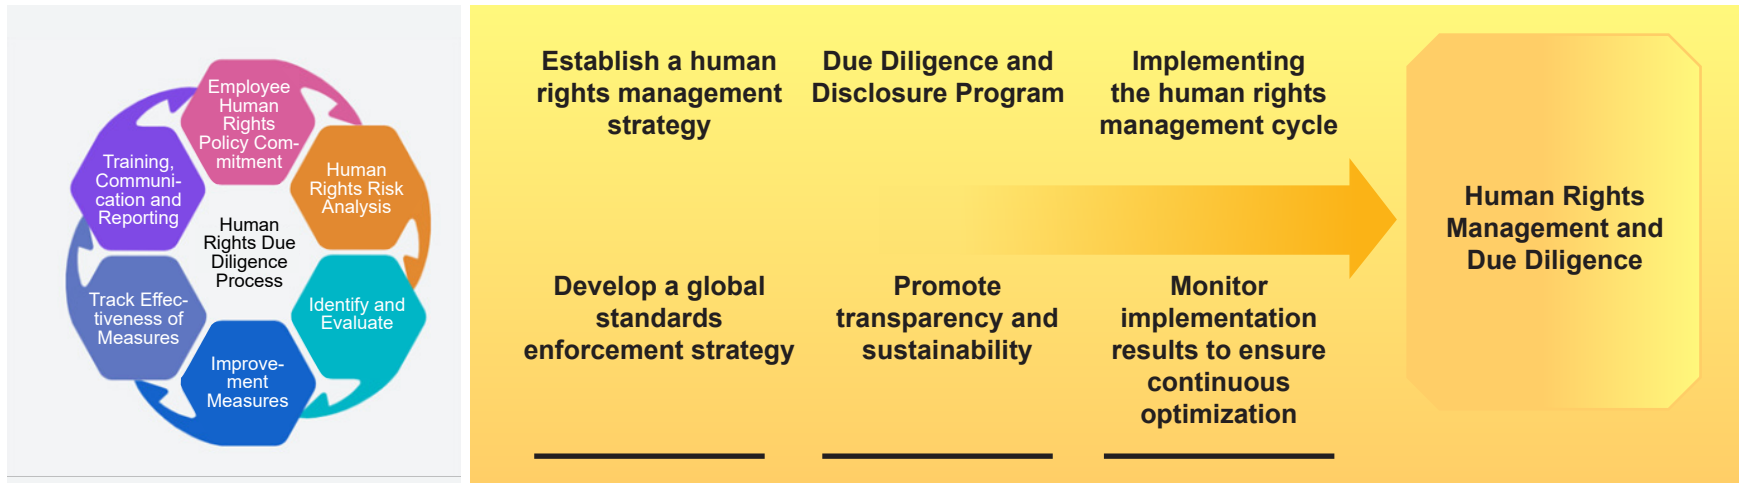 Employee
Human
Rights
Policy Com-
mitment
Human
Rights Risk
Analysis
Identify and
Evaluate
Improve-
ment
Measures
Track Effec-
tiveness of
Measures
Training,
Communi-
cation and
Reporting
Human
Rights Due
Diligence
Process
Establish a human
rights management
strategy
Due Diligence and
Disclosure Program
Implementing
the human rights
management cycle
Develop a global
standards
enforcement strategy
Promote
transparency and
sustainability
Monitor
implementation
results to ensure
continuous
optimization
Human Rights
Management and
Due Diligence